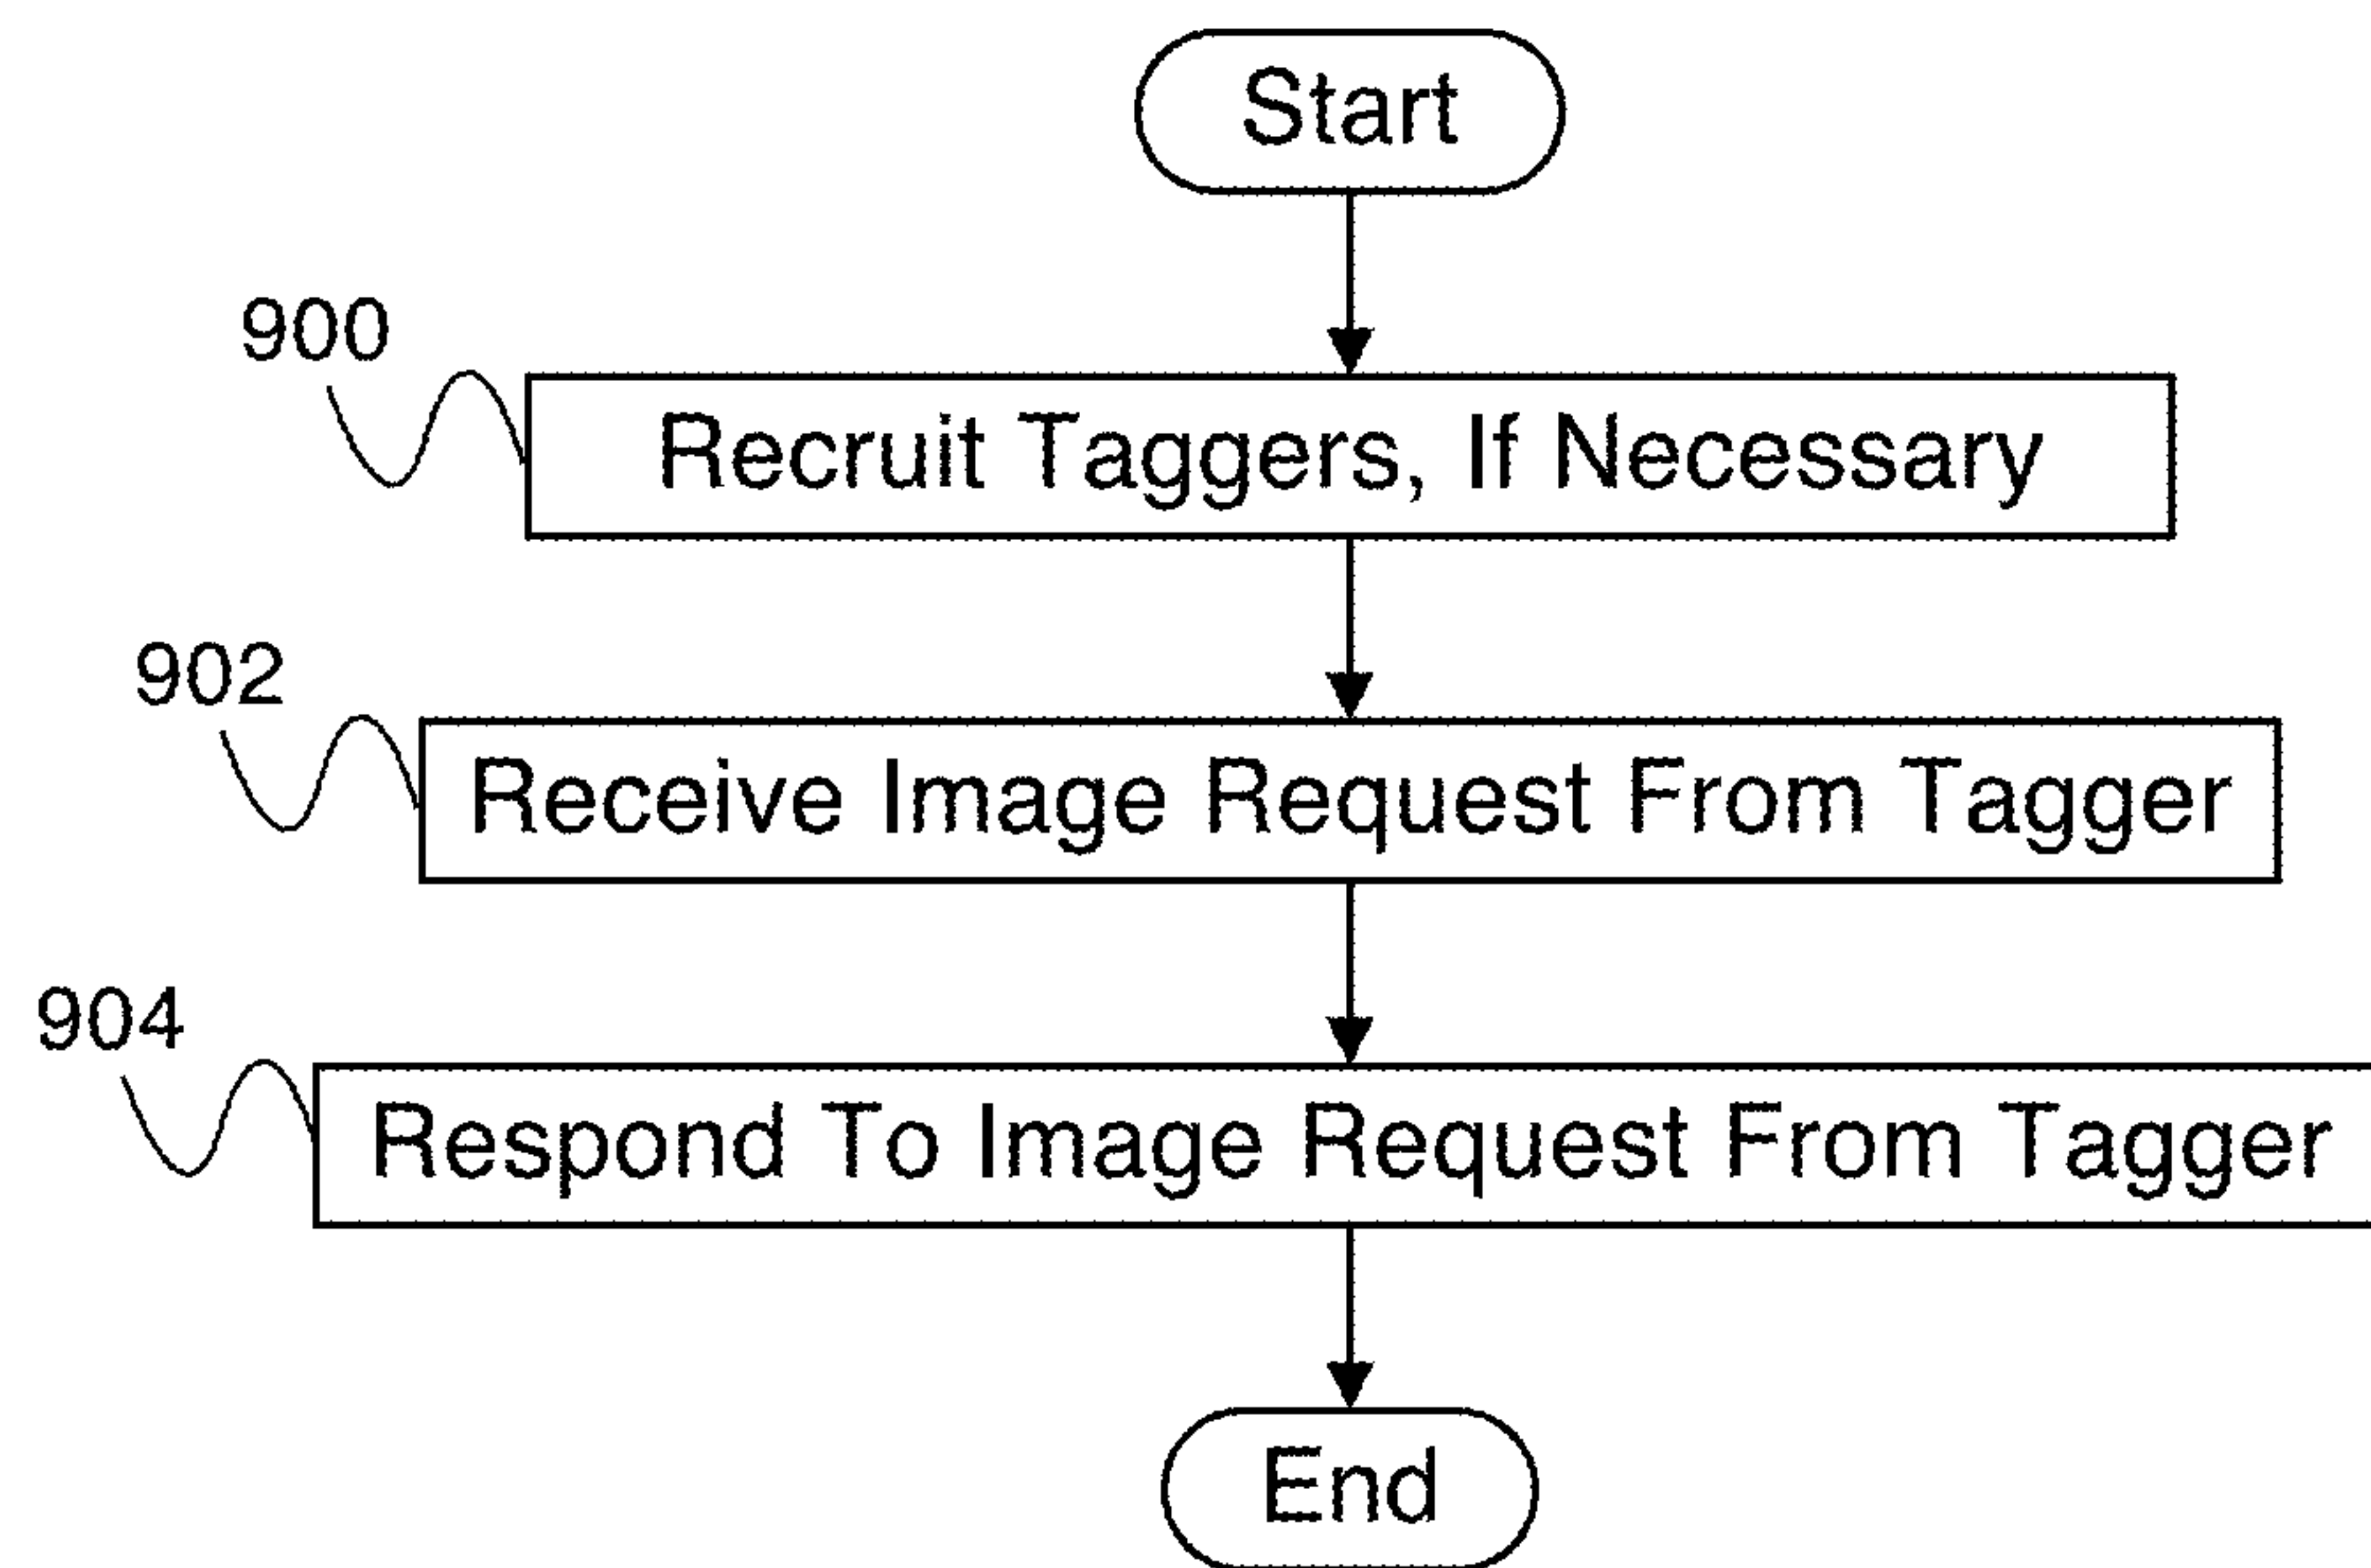 Start
900
Recruit Taggers, If Necessary
902
Receive Image Request From Tagger
904
Respond To Image Request From Tagger
End